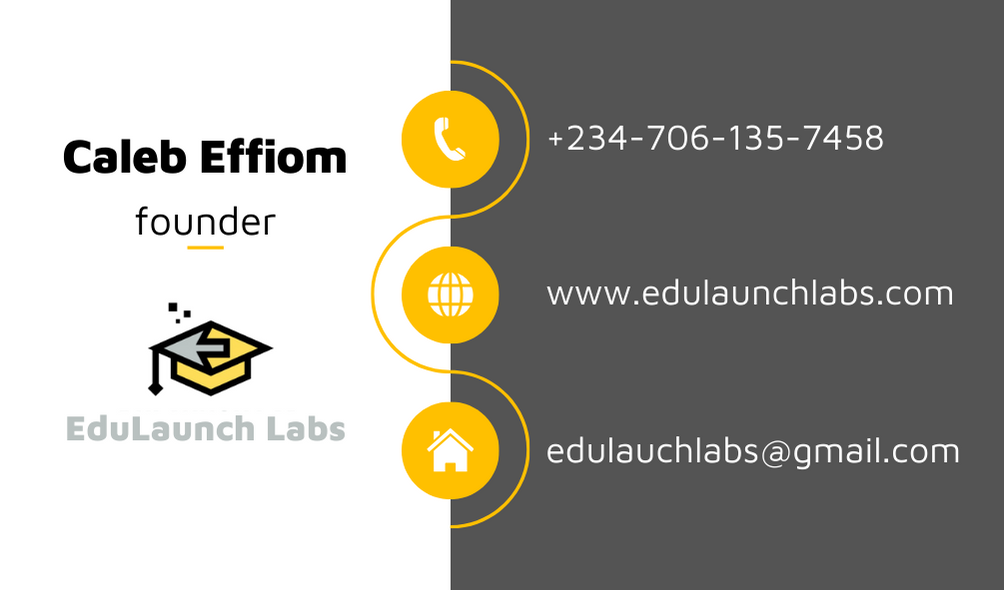 Caleb Effiom
founder
EduLaunch Labs
+234-706-135-7458
www.edulaunchlabs.com
edulauchlabs@gmail.com